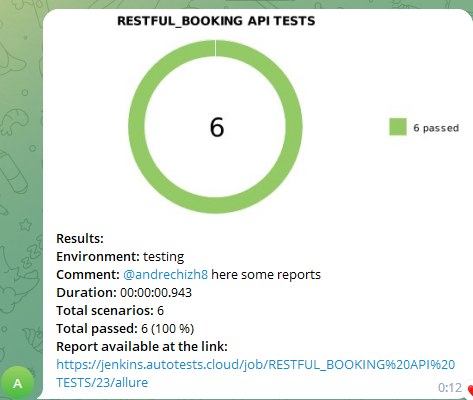 RESTFUL_BOOKING API TESTS
6
6 passed
Results:
Environment: testing
Comment: @andrechizh8 here some reports
Duration: 00:00:00.943
Total scenarios: 6
Total passed: 6 (100 %)
Report available at the link:
https://jenkins.autotests.cloud/job/RESTFUL_BOOKING%20API%20
TESTS/23/allure
A
0:12